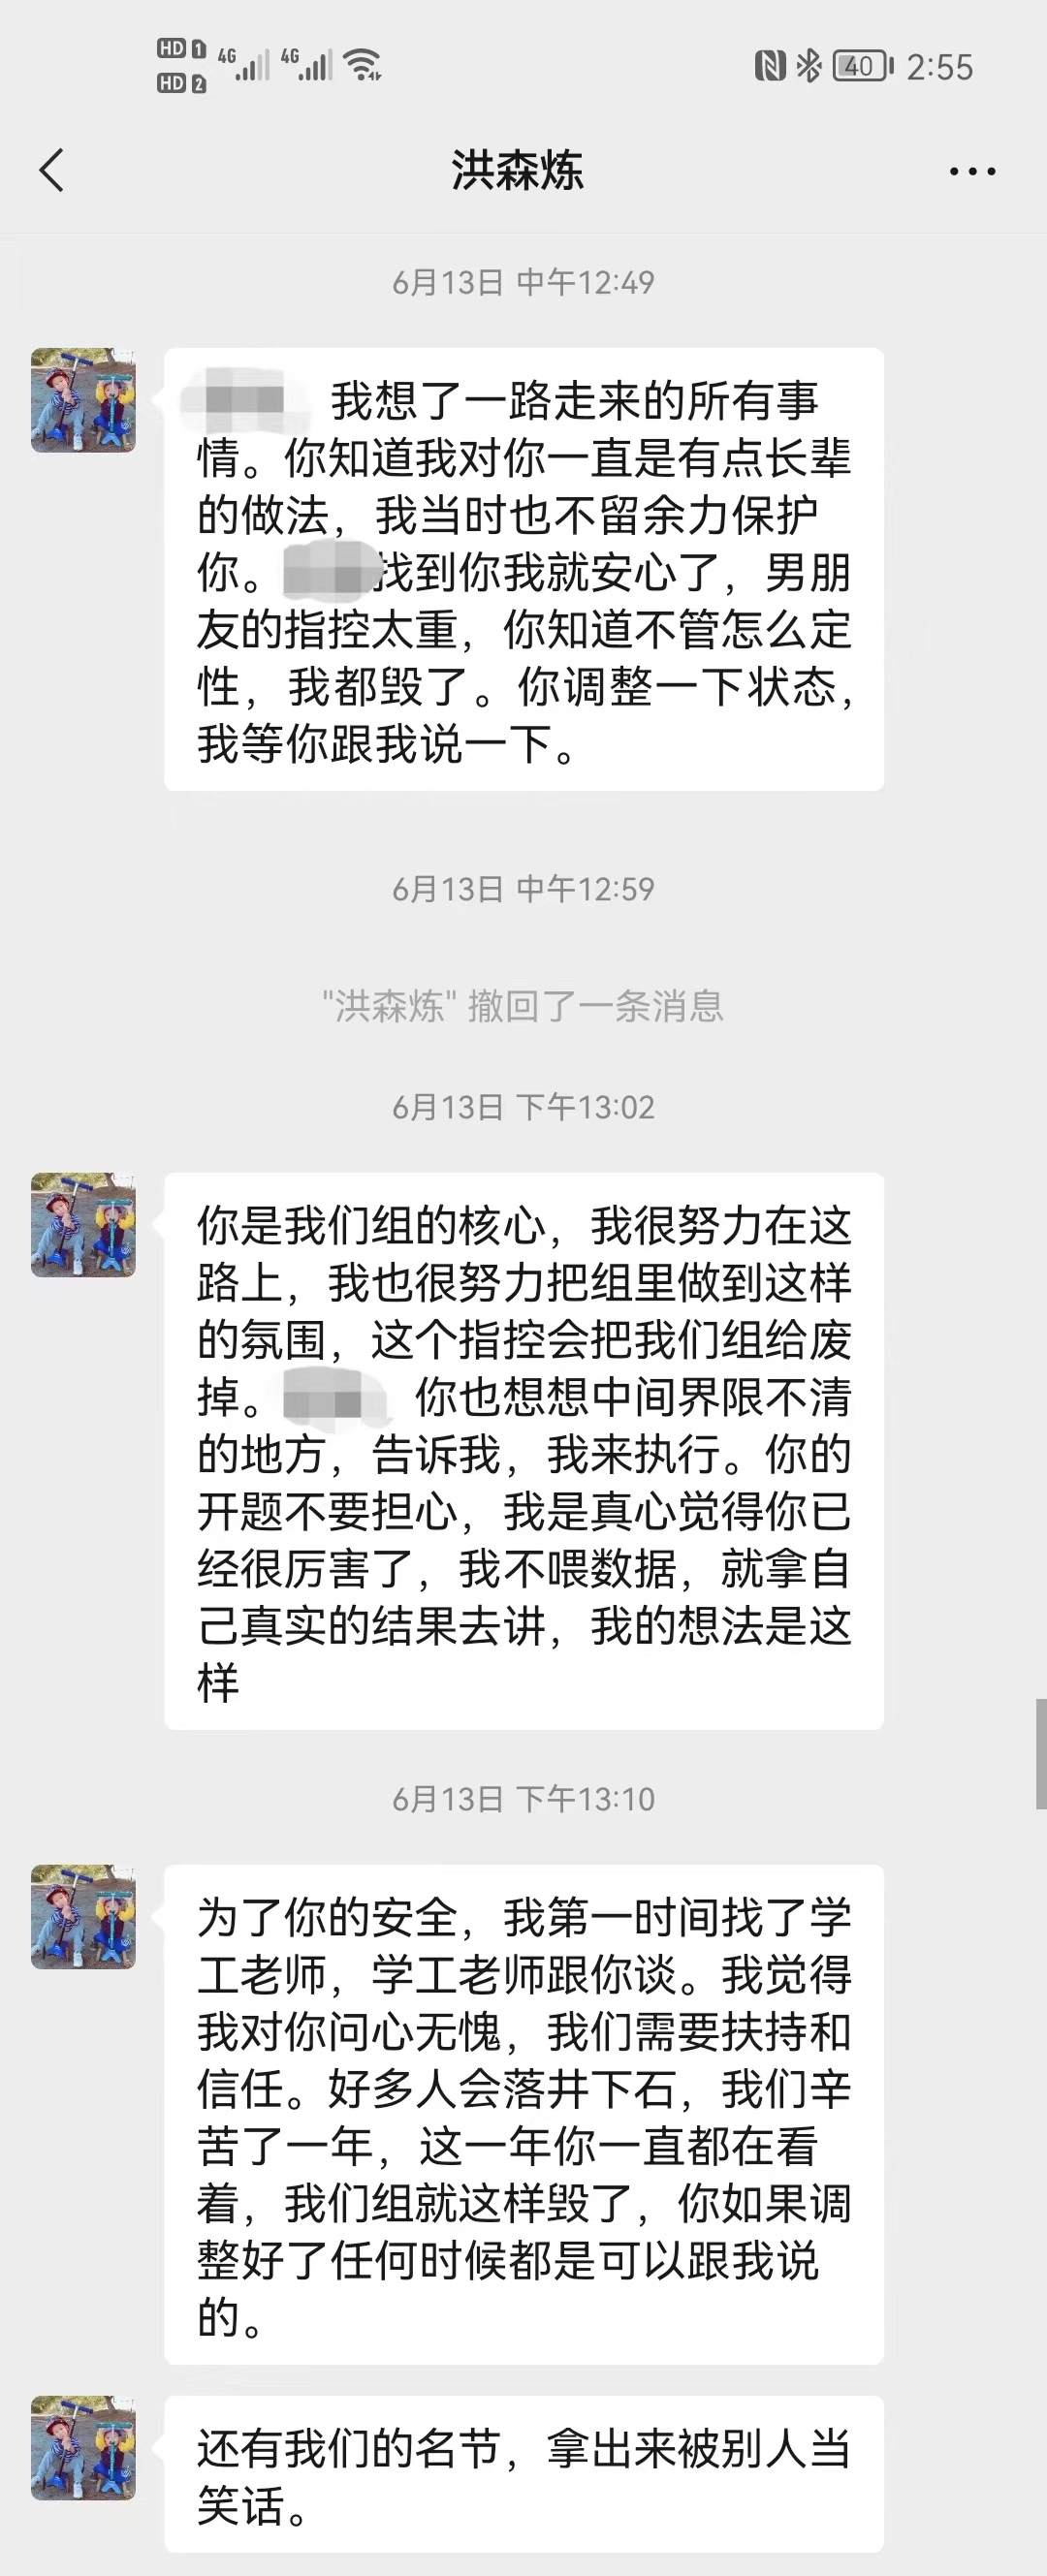 HD 1
HD 2
4G
4G
40
2:55
洪森炼
6月13日 中午12:49
我想了一路走来的所有事
情。你知道我对你一直是有点长辈
的做法，我当时也不留余力保护
你。
找到你我就安心了，男朋
友的指控太重，你知道不管怎么定
性，我都毁了。你调整一下状态，
我等你跟我说一下。
6月13日 中午12:59
"洪森炼" 撤回了一条消息
6月13日 下午13:02
你是我们组的核心，我很努力在这
路上，我也很努力把组里做到这样
的氛围，这个指控会把我们组给废
掉。
你也想想中间界限不清
的地方，告诉我，我来执行。你的
开题不要担心，我是真心觉得你已
经很厉害了，我不喂数据，就拿自
己真实的结果去讲，我的想法是这
样
6月13日 下午13:10
为了你的安全，我第一时间找了学
工老师，学工老师跟你谈。我觉得
我对你问心无愧，我们需要扶持和
信任。好多人会落井下石，我们辛
苦了一年，这一年你一直都在看
着，我们组就这样毁了，你如果调
整好了任何时候都是可以跟我说
的。
还有我们的名节，拿出来被别人当
笑话。